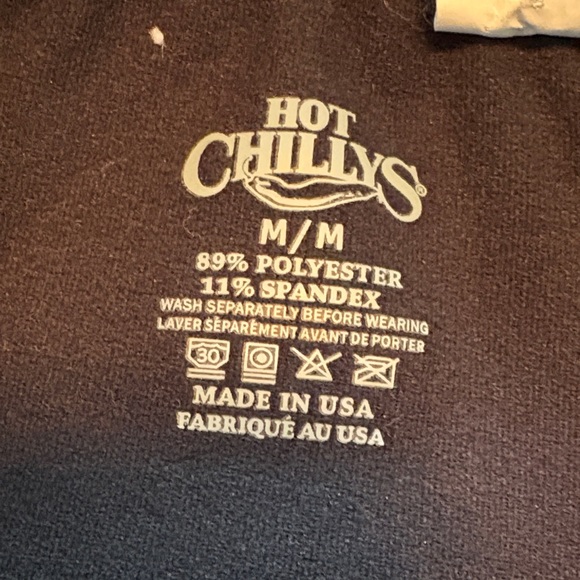 HOT
CHILLYS®
M/M
89% POLYESTER
11% SPANDEX
WASH SEPARATELY BEFORE WEARING
LAVER SÉPARÉMENT AVANT DE PORTER
30
MADE IN USA
FABRIQUÉ AU USA